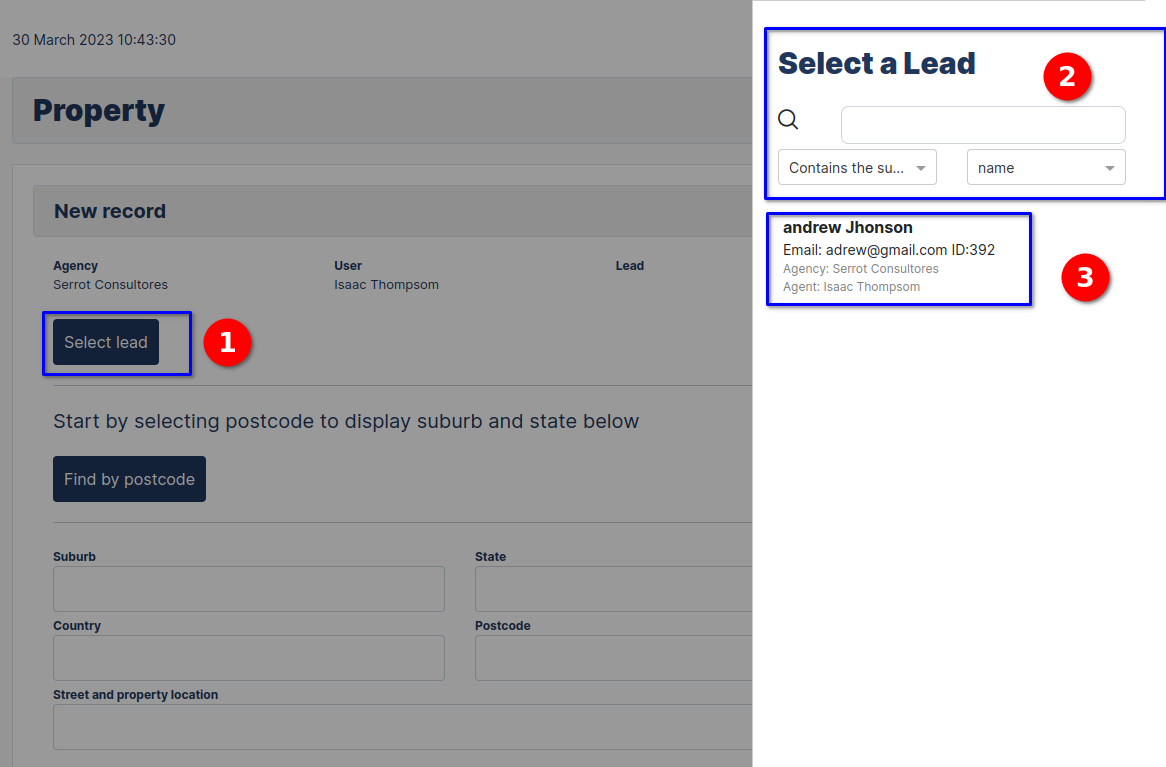 30 March 2023 10:43:30
Property
New record
Agency
Serrot Consultores
User
Isaac Thompsom
Lead
Select lead
1
Start by selecting postcode to display suburb and state below
Find by postcode
Suburb
State
Country
Postcode
Street and property location
Select a Lead
2
Contains the su...
name
andrew Jhonson
Email: adrew@gmail.com ID:392
Agency: Serrot Consultores
Agent: Isaac Thompsom
3